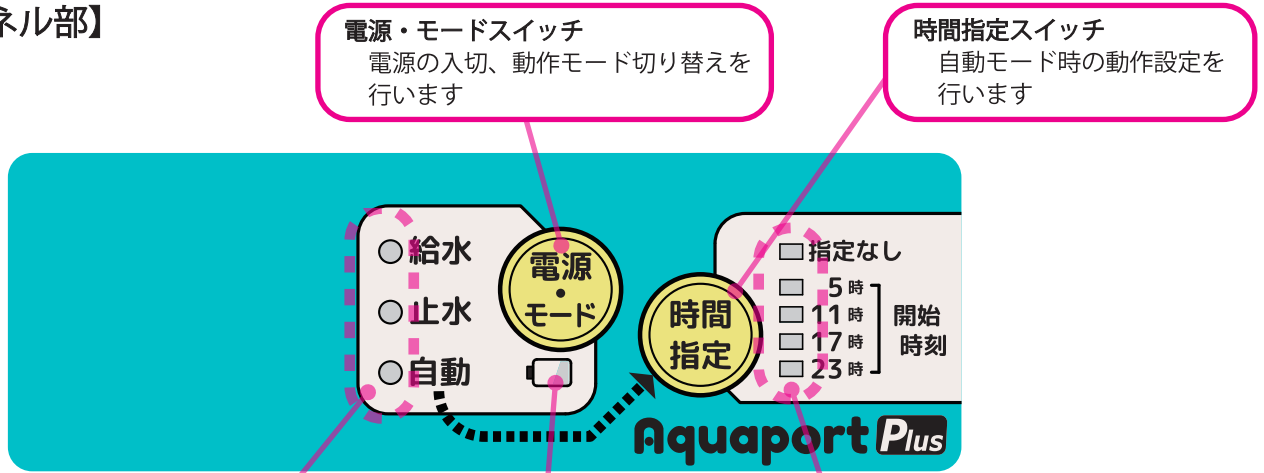 ネル部】
電源・モードスイッチ
電源の入切、動作モード切り替えを
行います
時間指定スイッチ
自動モード時の動作設定を
行います
給水
止水
自動
電源
・
モード
時間
指定
指定なし
5時
11時
17時
23時
開始
時刻
Aquaport Plus